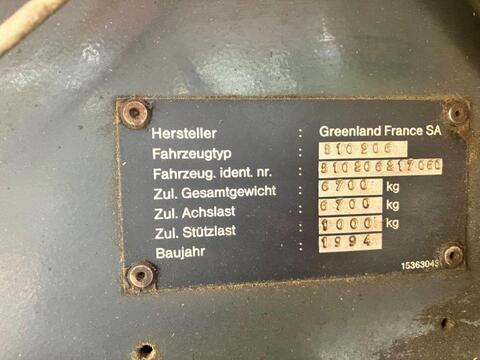 Hersteller : Greenland France SA
Fahrzeugtyp : 810 206
Fahrzeug. ident. nr. : 810206217060
Zul. Gesamtgewicht : 6700 kg
Zul. Achslast : 6700 kg
Zul. Stützlast : 1000 kg
Baujahr : 1994
15363043